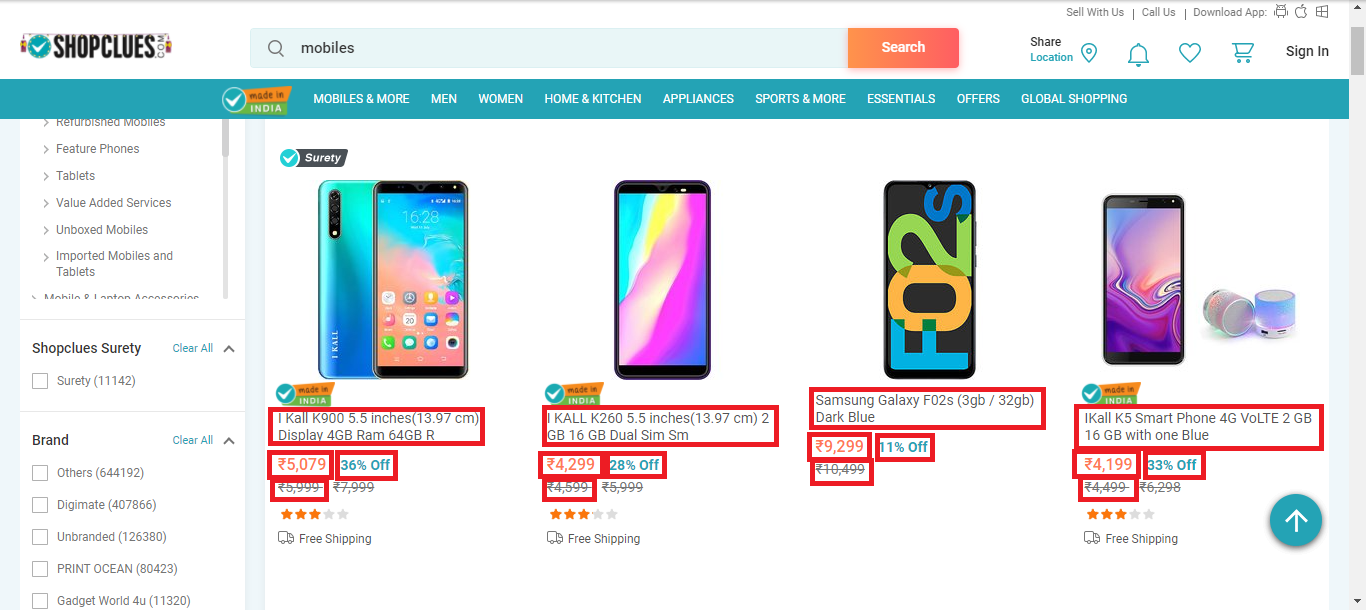 Sell With Us | Call Us | Download App:
SHOPCLUES.COM
mobiles
Search
Share
Location
Sign In
made in
INDIA
MOBILES & MORE
MEN
WOMEN
HOME & KITCHEN
APPLIANCES
SPORTS & MORE
ESSENTIALS
OFFERS
GLOBAL SHOPPING
Refurbished Mobiles
Feature Phones
Tablets
Value Added Services
Unboxed Mobiles
Imported Mobiles and
Tablets
Mobile & Laptop Accessories
Shopclues Surety
Clear All
Surety (11142)
Brand
Clear All
Others (644192)
Digimate (407866)
Unbranded (126380)
PRINT OCEAN (80423)
Gadget World 4u (11320)
Surety
16:28
I KALL
made in
INDIA
I Kall K900 5.5 inches(13.97 cm)
Display 4GB Ram 64GB R
₹5,079 36% Off
₹5,999 ₹7,999
Free Shipping
made in
INDIA
I KALL K260 5.5 inches(13.97 cm) 2
GB 16 GB Dual Sim Sm
₹4,299 28% Off
₹4,599 ₹5,999
Free Shipping
F02s
Samsung Galaxy F02s (3gb / 32gb)
Dark Blue
₹9,299 11% Off
₹10,499
made in
INDIA
IKall K5 Smart Phone 4G VoLTE 2 GB
16 GB with one Blue
₹4,199 33% Off
₹4,499 ₹6,298
Free Shipping